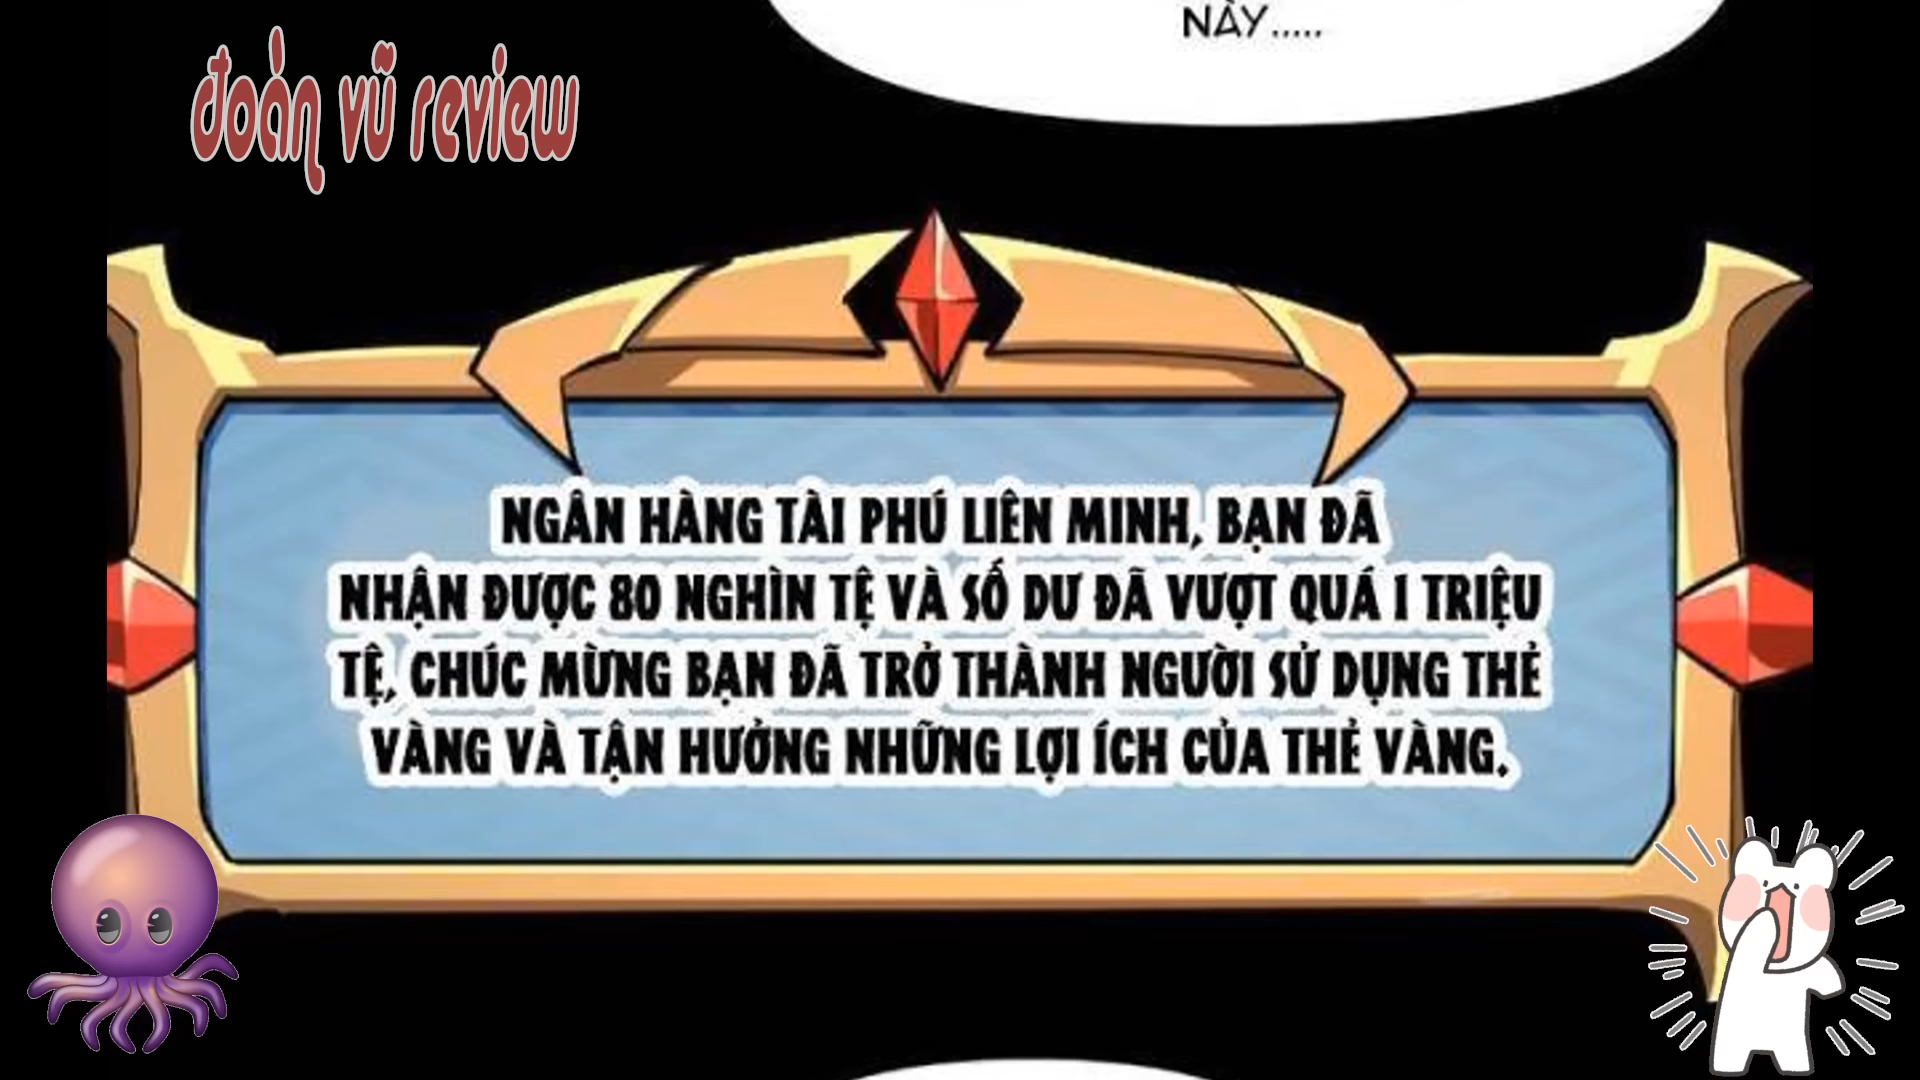 NÀY.....
đoản vũ review
NGÂN HÀNG TÀI PHÚ LIÊN MINH, BẠN ĐÃ
NHẬN ĐƯỢC 80 NGHÌN TỆ VÀ SỐ DƯ ĐÃ VƯỢT QUÁ 1 TRIỆU
TỆ, CHÚC MỪNG BẠN ĐÃ TRỞ THÀNH NGƯỜI SỬ DỤNG THẺ
VÀNG VÀ TẬN HƯỞNG NHỮNG LỢI ÍCH CỦA THẺ VÀNG.